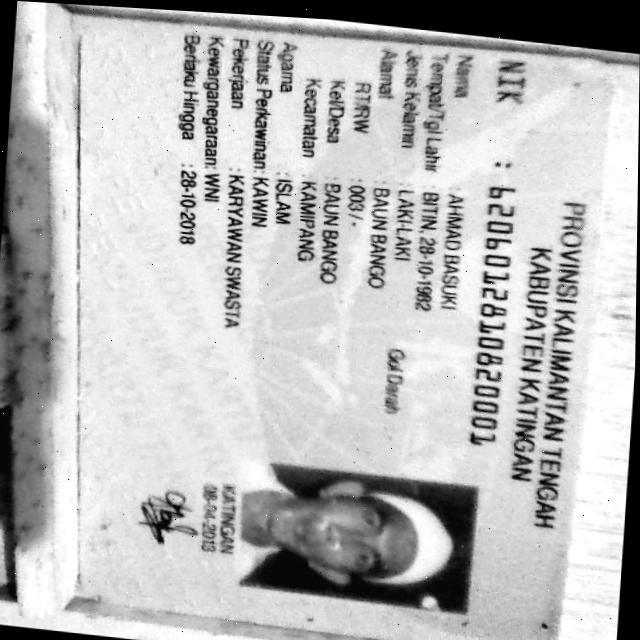 PROVINSI KALIMANTAN TENGAH
KABUPATEN KATINGAN
NIK : 6206012810820001
Nama : AHMAD BASUKI
Tempat/Tgl Lahir : BITIN, 28-10-1982
Jenis Kelamin : LAKI-LAKI Gol Darah
Alamat : BAUN BANGO
RT/RW : 003/-
Kel/Desa : BAUN BANGO
Kecamatan : KAMIPANG
Agama : ISLAM
Status Perkawinan: KAWIN
Pekerjaan : KARYAWAN SWASTA
Kewarganegaraan: WNI
Berlaku Hingga : 28-10-2018
KATINGAN
08-04-2013